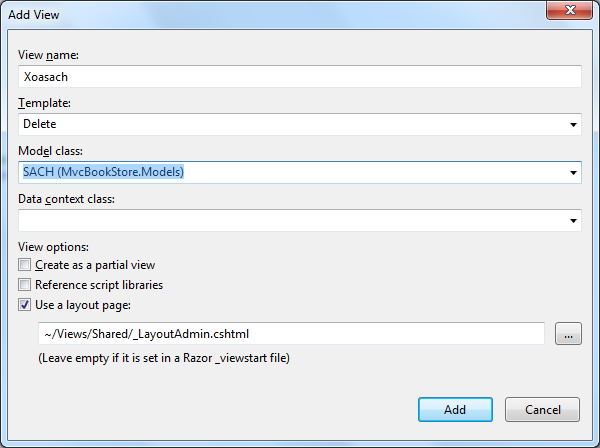 Add View
View name:
Xoasach
Template:
Delete
Model class:
SACH (MvcBookStore.Models)
Data context class:
View options:
Create as a partial view
Reference script libraries
Use a layout page:
~/Views/Shared/_LayoutAdmin.cshtml
...
(Leave empty if it is set in a Razor _viewstart file)
Add Cancel